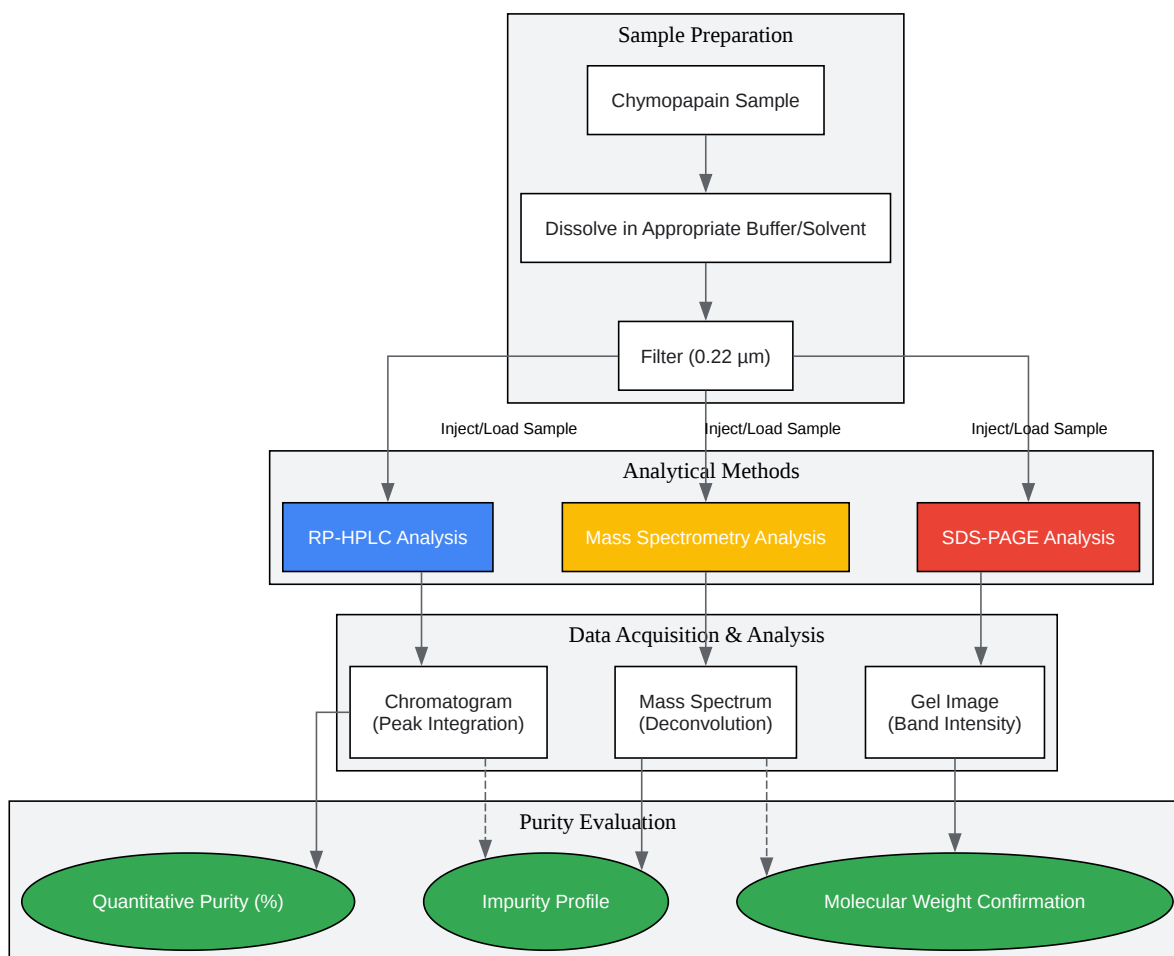 Sample Preparation
Chymopapain Sample
Dissolve in Appropriate Buffer/Solvent
Filter (0.22 µm)
Inject/Load Sample
Inject/Load Sample
Inject/Load Sample
Analytical Methods
RP-HPLC Analysis
Mass Spectrometry Analysis
SDS-PAGE Analysis
Data Acquisition & Analysis
Chromatogram
(Peak Integration)
Mass Spectrum
(Deconvolution)
Gel Image
(Band Intensity)
Purity Evaluation
Quantitative Purity (%)
Impurity Profile
Molecular Weight Confirmation